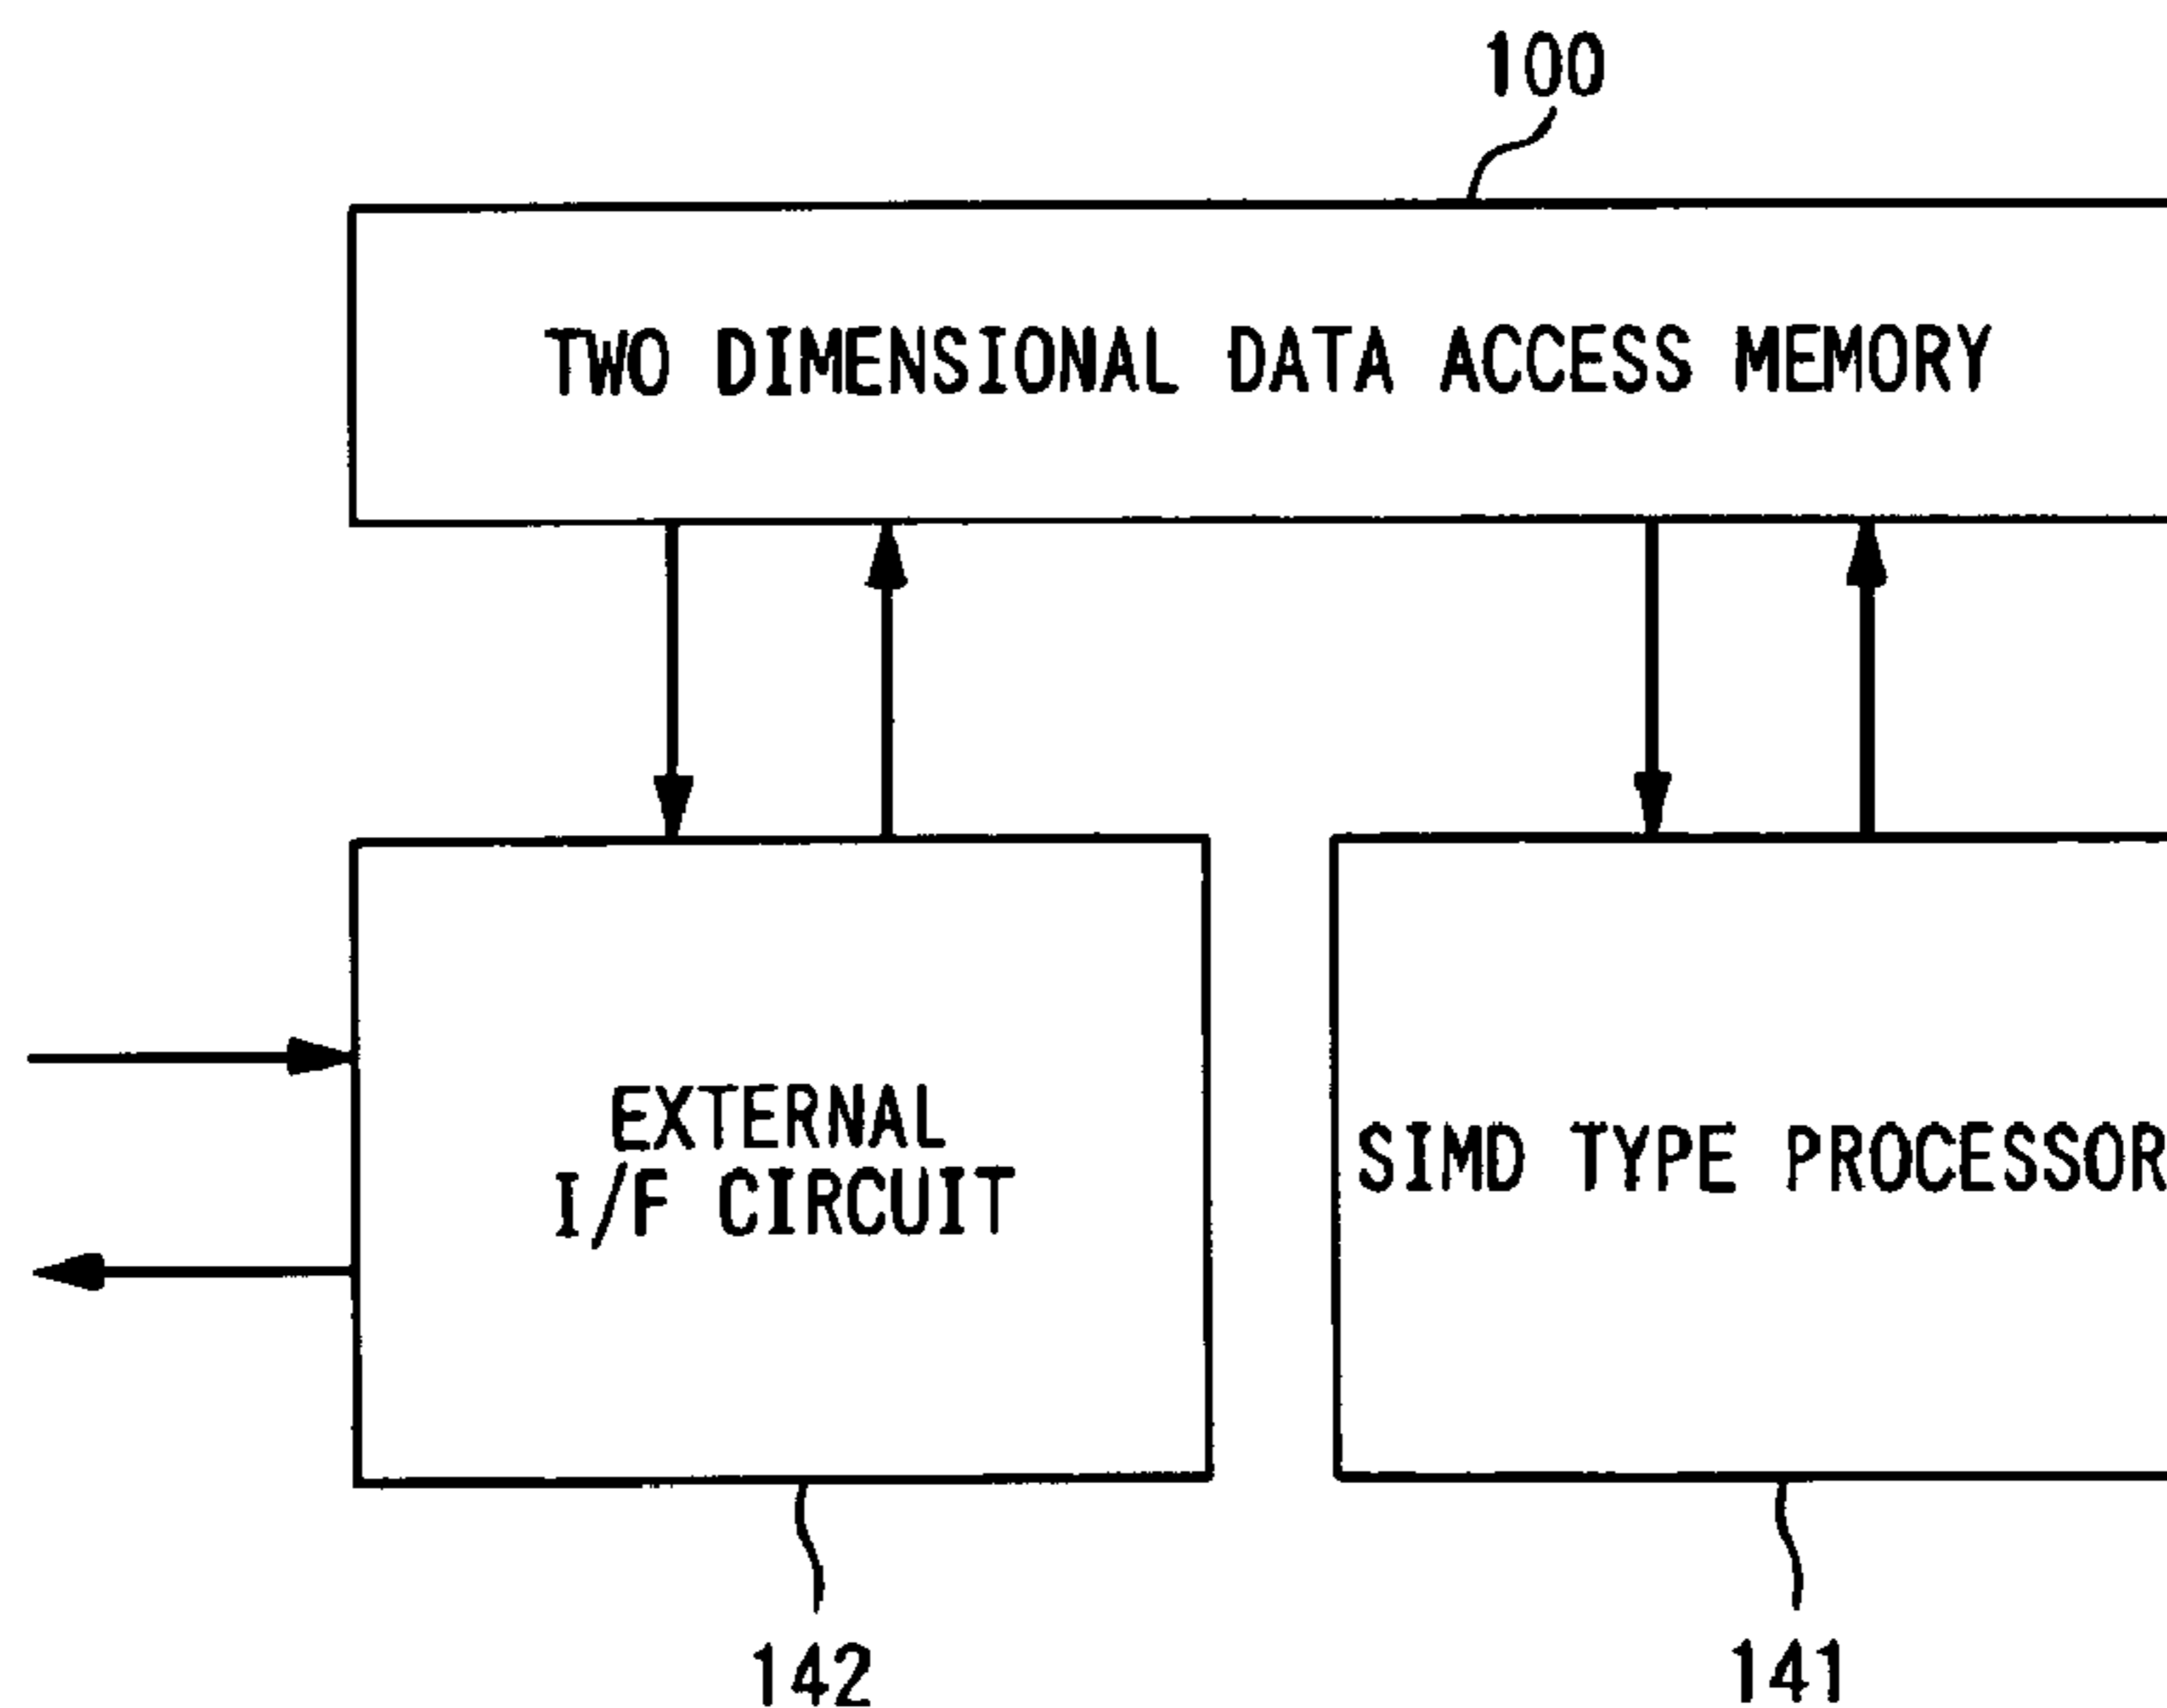 100
TWO DIMENSIONAL DATA ACCESS MEMORY
EXTERNAL
I/F CIRCUIT
SIMD TYPE PROCESSOR
142
141